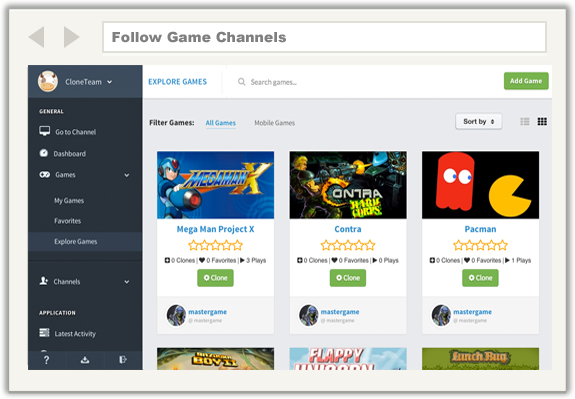 Follow Game Channels
CloneTeam
EXPLORE GAMES
Search games...
Add Game
GENERAL
Go to Channel
Dashboard
Games
My Games
Favorites
Explore Games
Channels
APPLICATION
Latest Activity
?
Filter Games:
All Games
Mobile Games
Sort by
MEGAMAN X
Mega Man Project X
0 Clones | 0 Favorites | 3 Plays
Clone
mastergame
@ mastergame
CONTRA
HARD CORPS
Contra
0 Clones | 0 Favorites | 0 Plays
Clone
mastergame
@ mastergame
Pacman
0 Clones | 0 Favorites | 1 Plays
Clone
mastergame
@ mastergame
FLAPPY
Lunch Bug